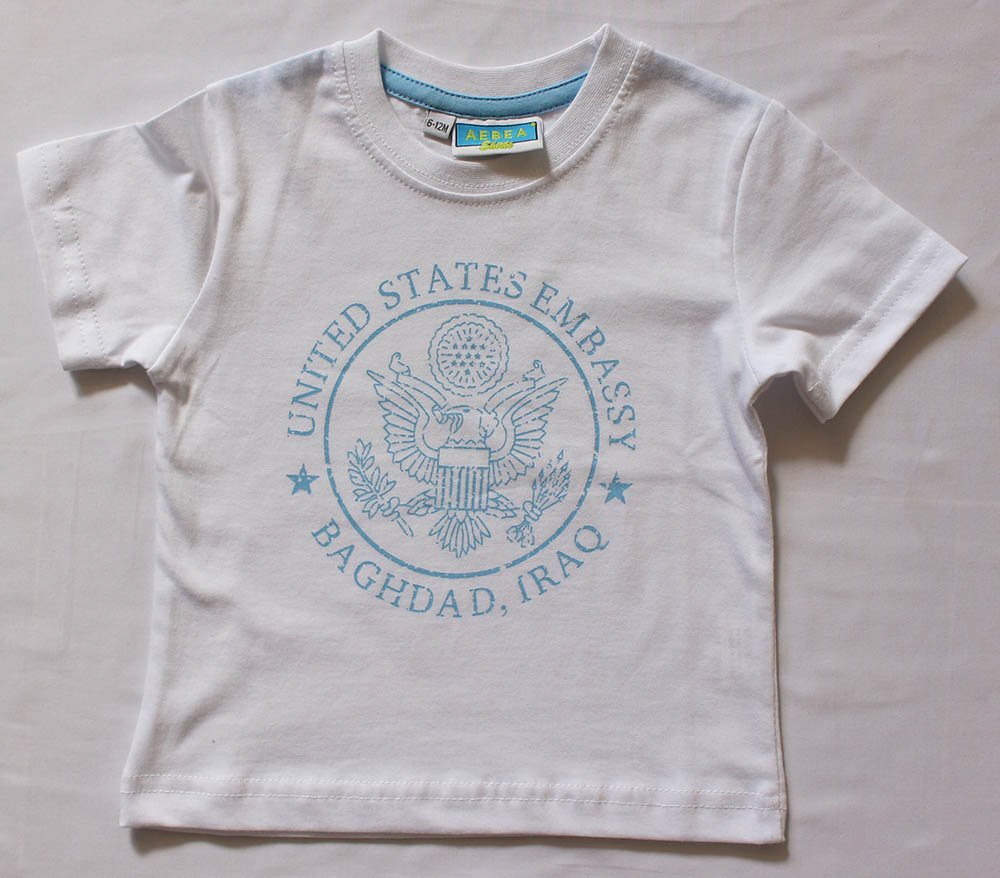 6-12M
AEBEA
UNITED STATES EMBASSY
BAGHDAD, IRAQ